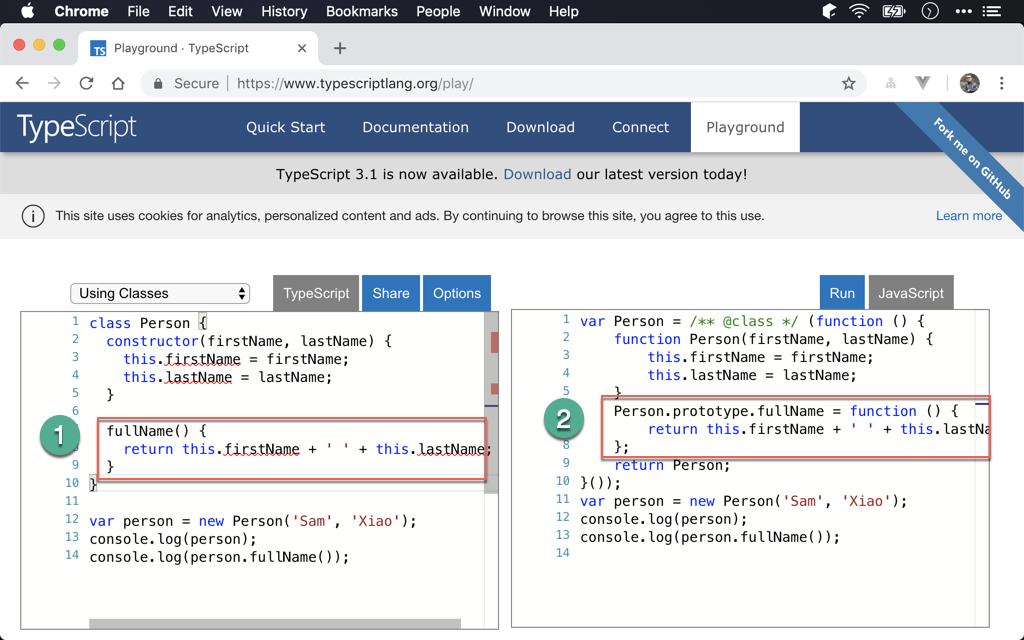 Chrome File Edit View History Bookmarks People Window Help
TS Playground · TypeScript
Secure https://www.typescriptlang.org/play/
TypeScript Quick Start Documentation Download Connect Playground
Fork me on GitHub
TypeScript 3.1 is now available. Download our latest version today!
This site uses cookies for analytics, personalized content and ads. By continuing to browse this site, you agree to this use. Learn more
Using Classes TypeScript Share Options
1 class Person {
2 constructor(firstName, lastName) {
3 this.firstName = firstName;
4 this.lastName = lastName;
5 }
6
1
fullName() {
return this.firstName + ' ' + this.lastName;
9 }
10 }
11
12 var person = new Person('Sam', 'Xiao');
13 console.log(person);
14 console.log(person.fullName());
Run JavaScript
1 var Person = /** @class */ (function () {
2 function Person(firstName, lastName) {
3 this.firstName = firstName;
4 this.lastName = lastName;
5 }
2
Person.prototype.fullName = function () {
return this.firstName + ' ' + this.lastNa
8 };
9 return Person;
10 }());
11 var person = new Person('Sam', 'Xiao');
12 console.log(person);
13 console.log(person.fullName());
14